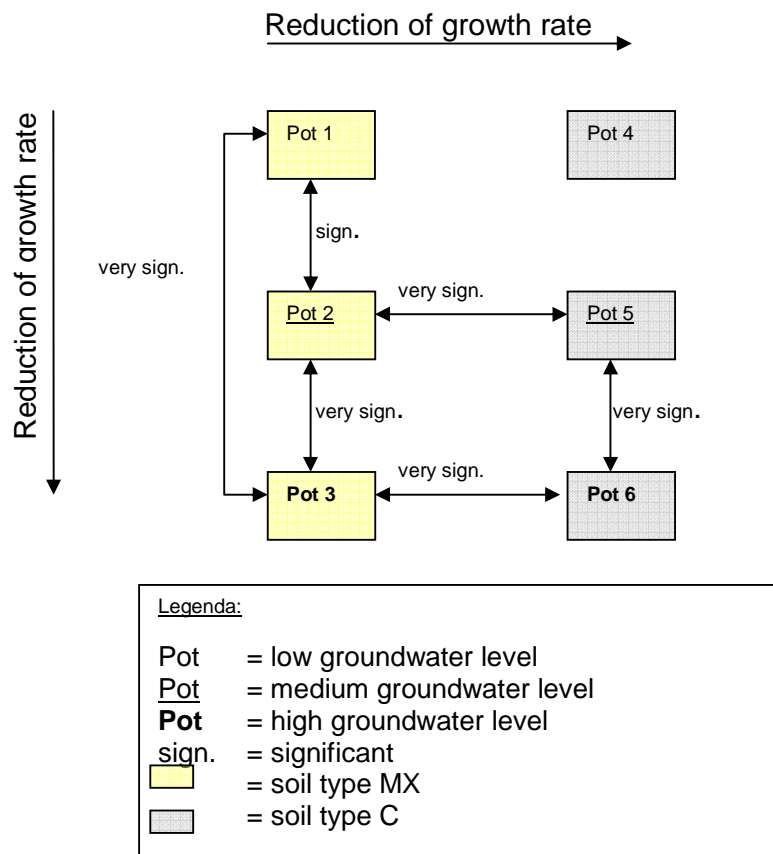 Reduction of growth rate
Reduction of growth rate
Pot 1
Pot 4
sign.
very sign.
very sign.
Pot 2
Pot 5
very sign.
very sign.
very sign.
Pot 3
Pot 6
Legenda:
Pot = low groundwater level
Pot = medium groundwater level
Pot = high groundwater level
sign. = significant
= soil type MX
= soil type C